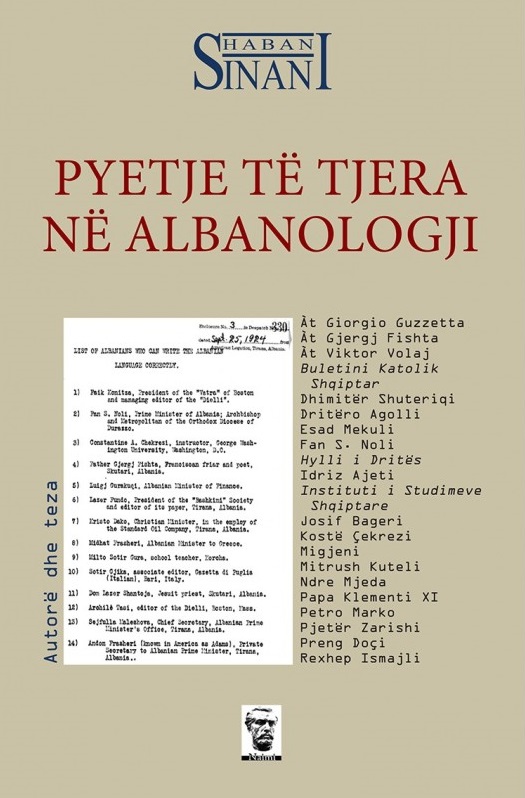 SHABAN
SINANI
PYETJE TË TJERA
NË ALBANOLOGJI
Enclosure No. 3 in Despatch No. 330
dated Sept. 25, 1924 from
American Legation, Tirana, Albania.
LIST OF ALBANIANS WHO CAN WRITE THE ALBANIAN
LANGUAGE CORRECTLY.
1) Faik Konitza, President of the "Vatra" of Boston
and managing editor of the "Dielli".
2) Fan S. Noli, Prime Minister of Albania; Archbishop
and Metropolitan of the Orthodox Diocese of
Durazzo.
3) Constantine A. Chekrezi, instructor, George Wash-
ington University, Washington, D.C.
4) Father Gjergj Fishta, Franciscan friar and poet,
Skutari, Albania.
5) Luigj Gurakuqi, Albanian Minister of Finance.
6) Lazar Fundo, President of the "Bashkimi" Society
and editor of its paper, Tirana, Albania.
7) Kristo Dako, Christian Minister, in the employ of
the Standard Oil Company, Tirana, Albania.
8) Midhat Frasheri, Albanian Minister to Greece.
9) Milto Sotir Gura, school teacher, Korcha.
10) Sotir Gjika, associate editor, Gazetta di Puglia
(Italian), Bari, Italy.
11) Don Lazer Shantoja, Jesuit priest, Skutari, Albania.
12) Archilé Tasi, editor of the Dielli, Boston, Mass.
13) Sejfulla Maleshova, Chief Secretary, Albanian Prime
Minister's Office, Tirana, Albania.
14) Andon Frasheri (known in America as Adams), Private
Secretary to Albanian Prime Minister, Tirana,
Albania..
Autorë dhe teza
Àt Giorgio Guzzetta
Àt Gjergj Fishta
Àt Viktor Volaj
Buletini Katolik
Shqiptar
Dhimitër Shuteriqi
Dritëro Agolli
Esad Mekuli
Fan S. Noli
Hylli i Dritës
Idriz Ajeti
Instituti i Studimeve
Shqiptare
Josif Bageri
Kostë Çekrezi
Migjeni
Mitrush Kuteli
Ndre Mjeda
Papa Klementi XI
Petro Marko
Pjetër Zarishi
Preng Doçi
Rexhep Ismajli
Naimi